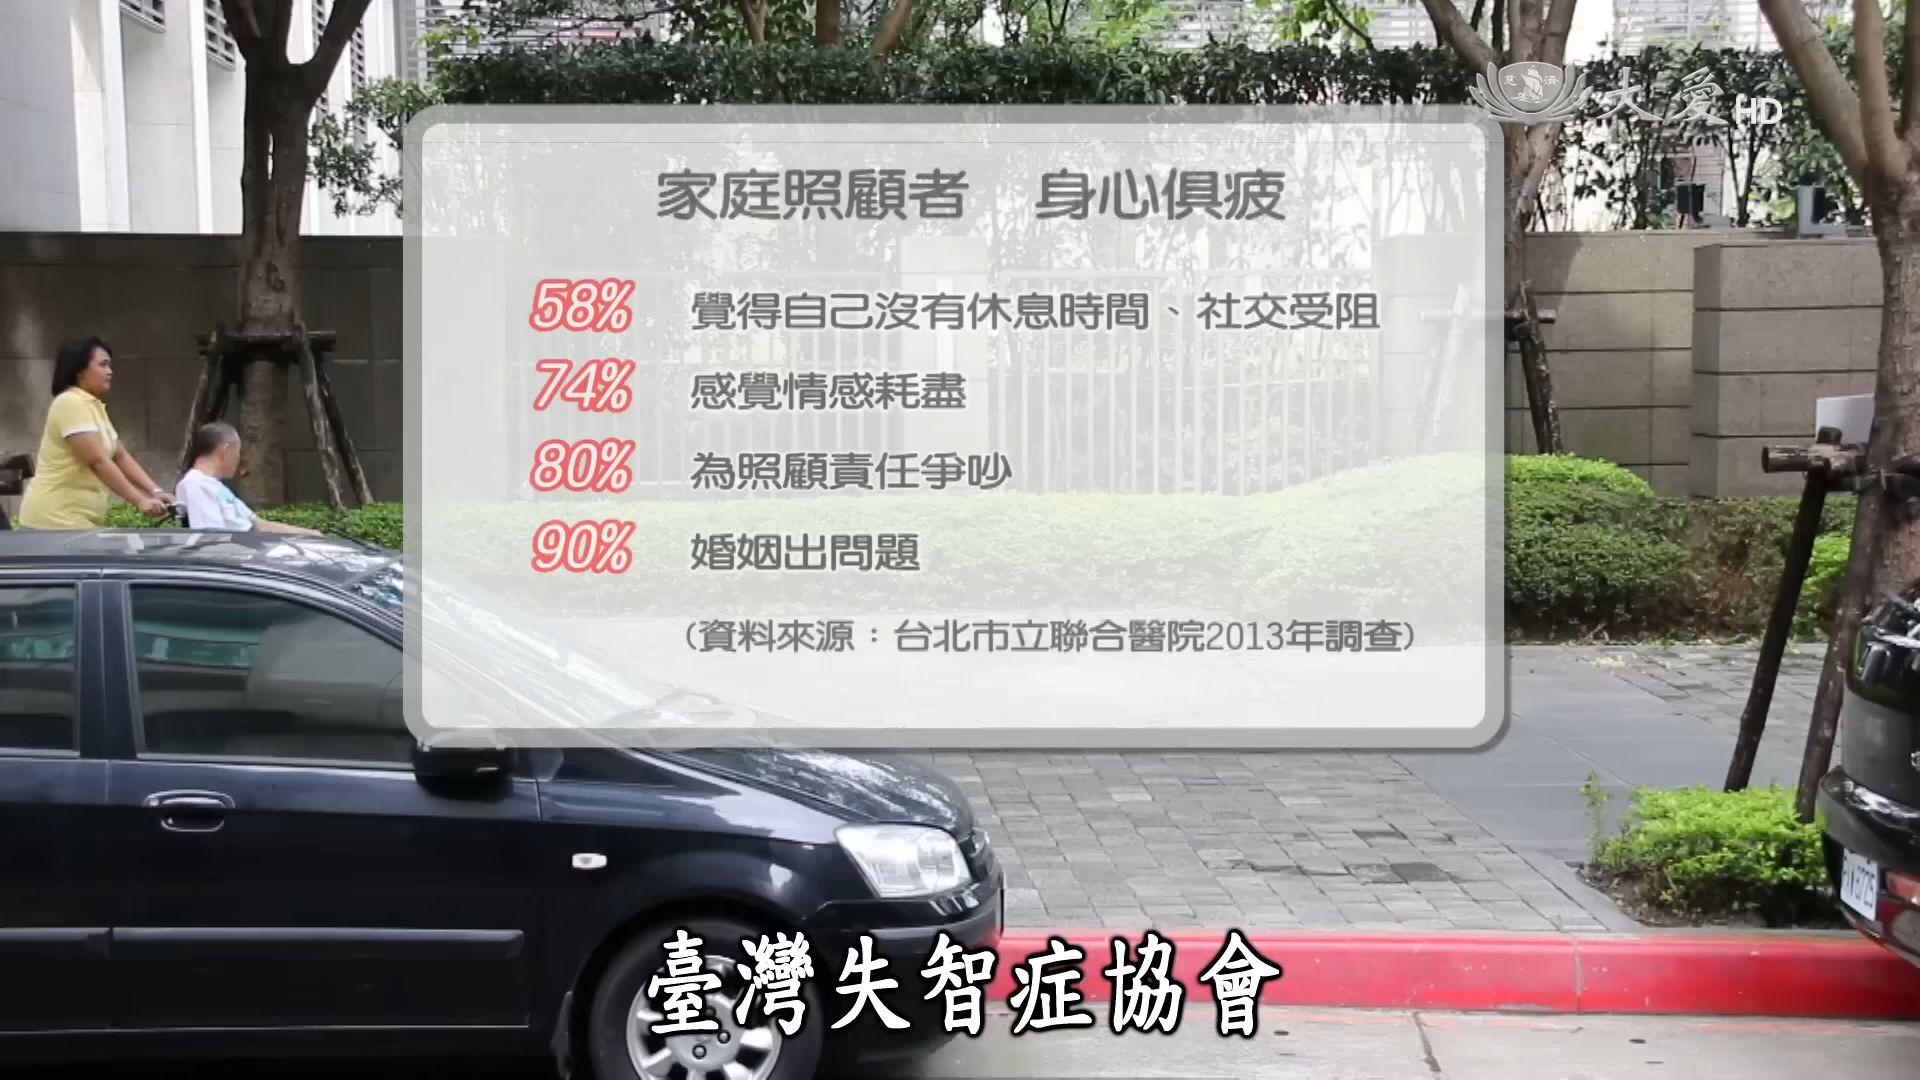 大愛HD
家庭照顧者 身心俱疲
58% 覺得自己沒有休息時間、社交受阻
74% 感覺情感耗盡
80% 為照顧責任爭吵
90% 婚姻出問題
(資料來源：台北市立聯合醫院2013年調查)
臺灣失智症協會